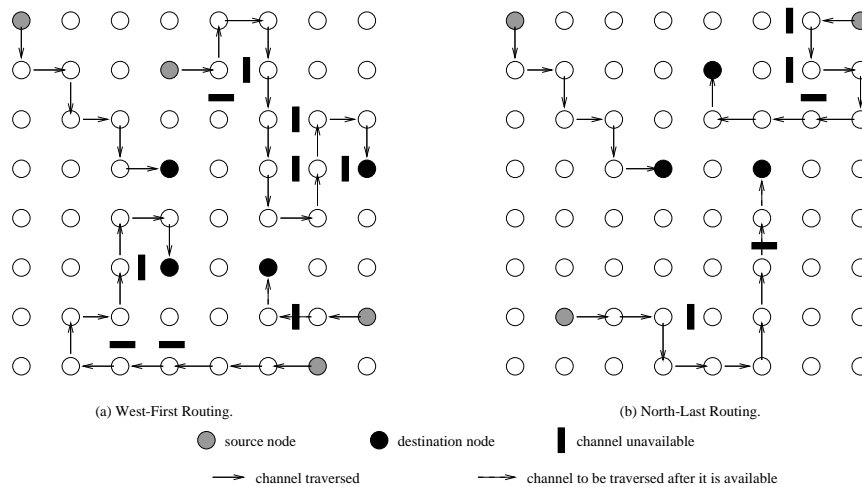 (a) West-First Routing.
(b) North-Last Routing.
source node
destination node
channel unavailable
channel traversed
channel to be traversed after it is available